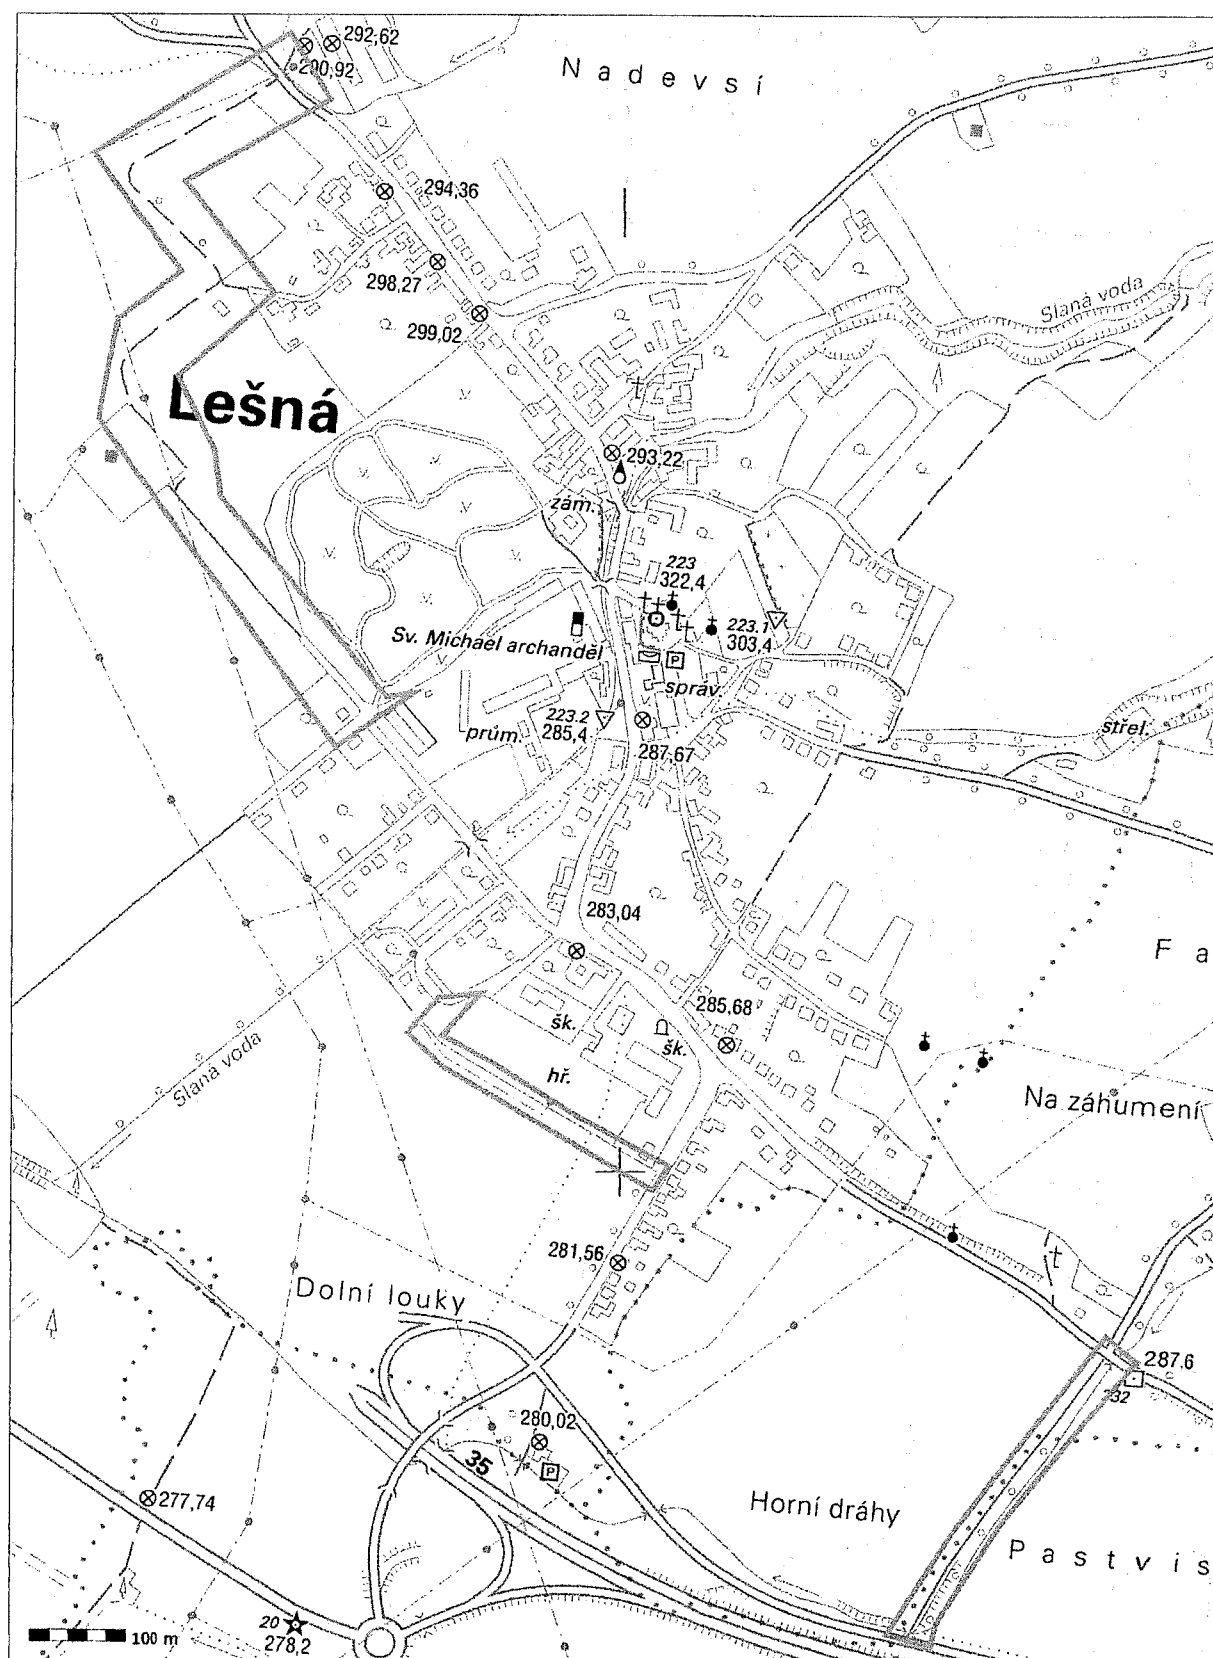 292,62
290,92
Nadevsí
294,36
298,27
299,02
Slaná voda
Lešná
293,22
zám.
223
322,4
Sv. Michael archanděl
223.1
303,4
správ.
223.2
285,4
prům.
287,67
střel.
283,04
F a
285,68
šk.
šk.
hř.
Slaná voda
Na záhumení
281,56
Dolní louky
287,6
232
280,02
35
P
P
277,74
Horní dráhy
Pastvis
20
278,2
100 m